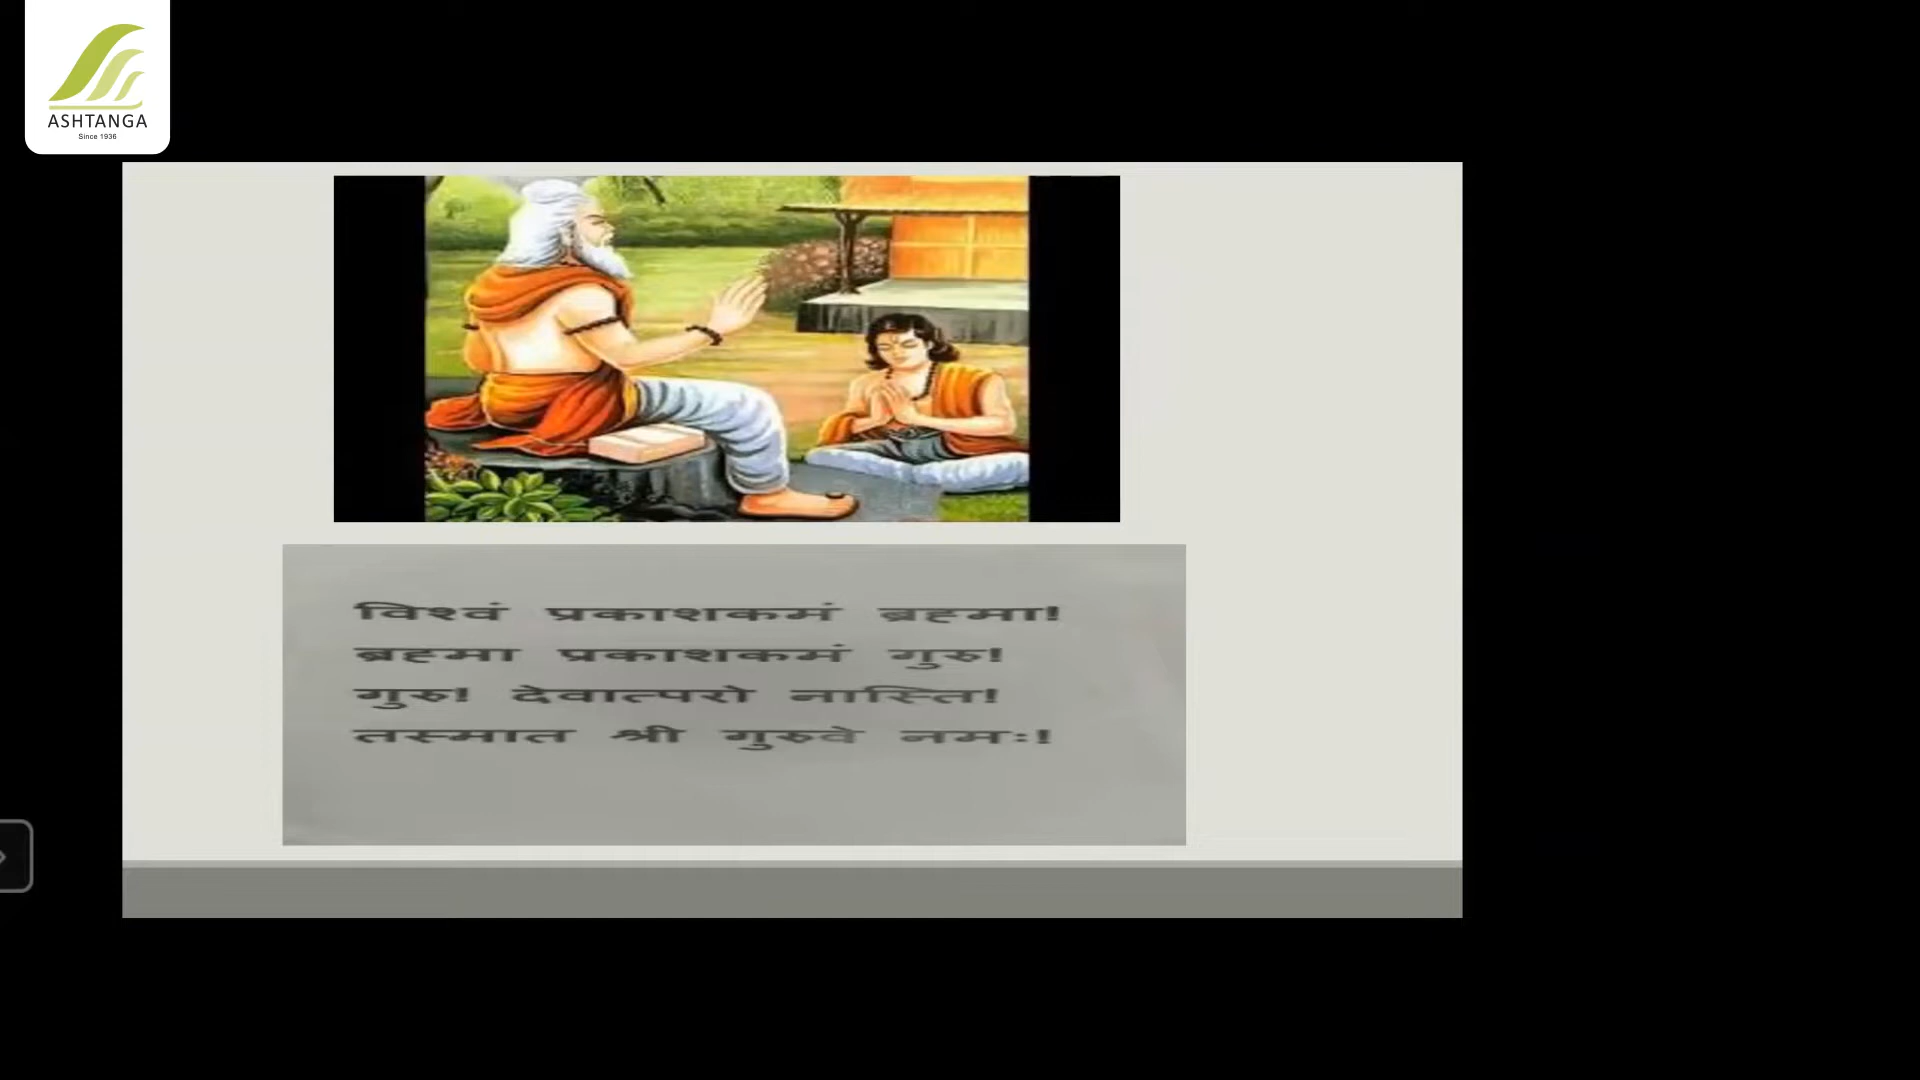 ASHTANGA
Since 1936
विश्वं प्रकाशकमं ब्रह्मा!
ब्रह्मा प्रकाशकमं गुरु!
गुरु! देवात्परो नास्ति!
तस्मात श्री गुरुवे नमः!